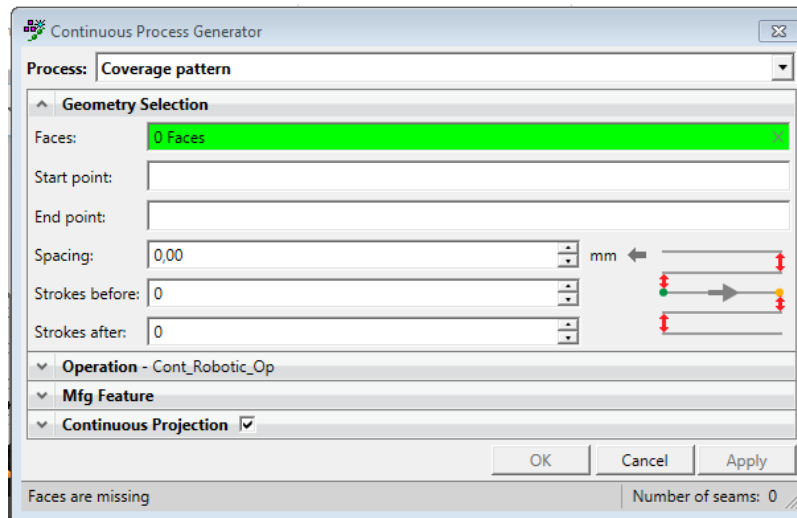 Continuous Process Generator
Process: Coverage pattern
Geometry Selection
Faces: 0 Faces
Start point:
End point:
Spacing: 0,00 mm
Strokes before: 0
Strokes after: 0
Operation - Cont_Robotic_Op
Mfg Feature
Continuous Projection
OK Cancel Apply
Faces are missing Number of seams: 0